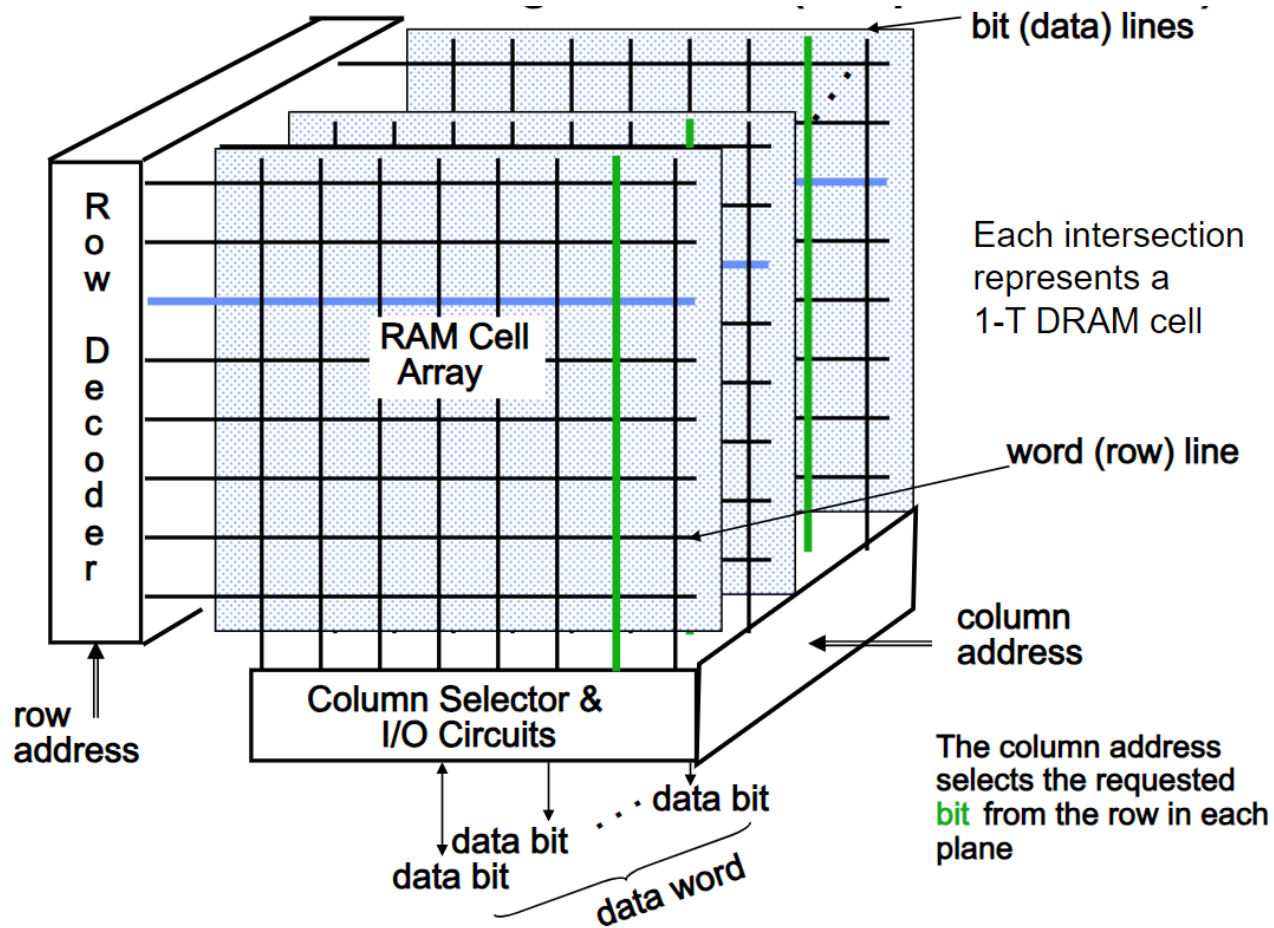 bit (data) lines
Row Decoder
Each intersection
represents a
1-T DRAM cell
RAM Cell
Array
word (row) line
column
address
Column Selector &
I/O Circuits
row
address
The column address
selects the requested
bit from the row in each
plane
data bit
data bit
data bit
data word